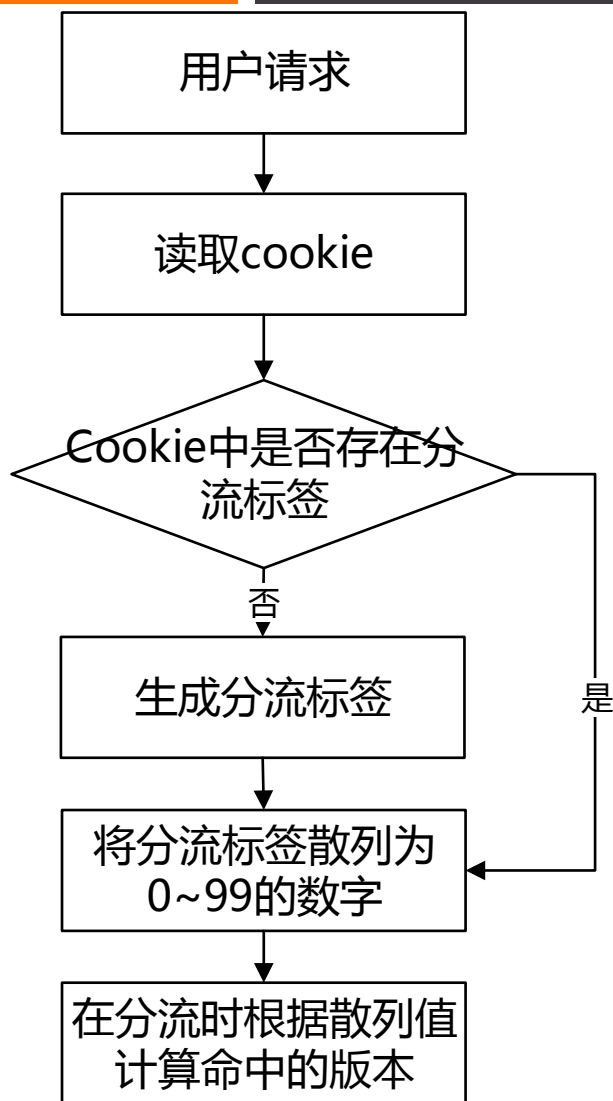 用户请求
读取cookie
Cookie中是否存在分
流标签
否
生成分流标签
是
将分流标签散列为
0~99的数字
在分流时根据散列值
计算命中的版本